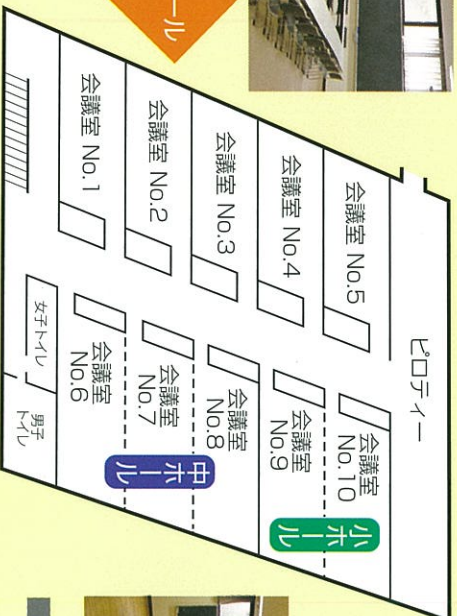 ール
ピロティー
会議室 No.5
会議室 No.4
会議室 No.3
会議室 No.2
会議室 No.1
会議室
No.10
会議室
No.9
会議室
No.8
会議室
No.7
会議室
No.6
小ホール
中ホール
女子トイレ
男子
トイレ